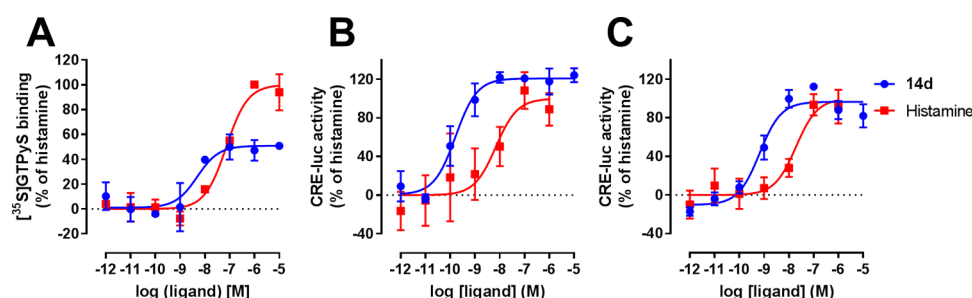 A
B
C
[³⁵S]GTPyS binding
(% of histamine)
120
100
80
60
40
20
0
-20
-12 -11 -10 -9 -8 -7 -6 -5
log (ligand) [M]
CRE-luc activity
(% of histamine)
120
80
40
0
-40
-12 -11 -10 -9 -8 -7 -6 -5
log [ligand] (M)
CRE-luc activity
(% of histamine)
120
80
40
0
-40
-12 -11 -10 -9 -8 -7 -6 -5
log [ligand] (M)
14d
Histamine